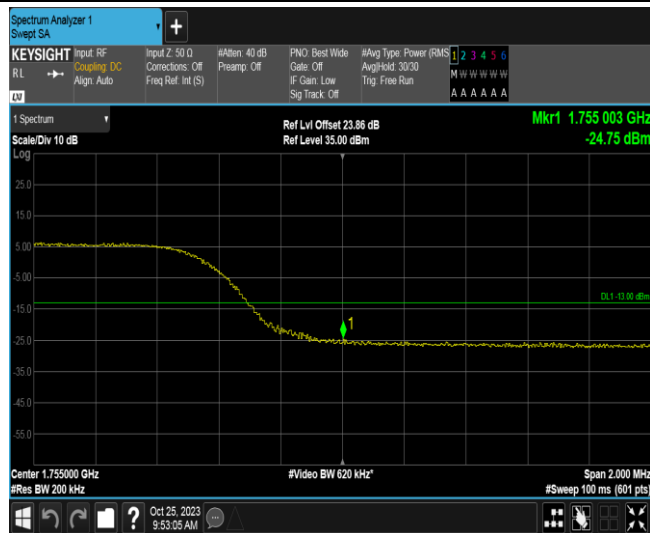 Spectrum Analyzer 1
Swept SA
+
KEYSIGHT
RL
LXI
Input: RF
Coupling: DC
Align: Auto
Input Z: 50 Ω
Corrections: Off
Freq Ref: Int (S)
#Atten: 40 dB
Preamp: Off
PNO: Best Wide
Gate: Off
IF Gain: Low
Sig Track: Off
#Avg Type: Power (RMS
Avg|Hold: 30/30
Trig: Free Run
1 2 3 4 5 6
M W W W W W
A A A A A A
1 Spectrum
Scale/Div 10 dB
Ref Lvl Offset 23.86 dB
Ref Level 35.00 dBm
Mkr1 1.755 003 GHz
-24.75 dBm
Log
25.0
15.0
5.00
-5.00
DL1 -13.00 dBm
-15.0
1
-25.0
-35.0
-45.0
-55.0
Center 1.755000 GHz
#Video BW 620 kHz*
Span 2.000 MHz
#Res BW 200 kHz
#Sweep 100 ms (601 pts)
?
Oct 25, 2023
9:53:05 AM